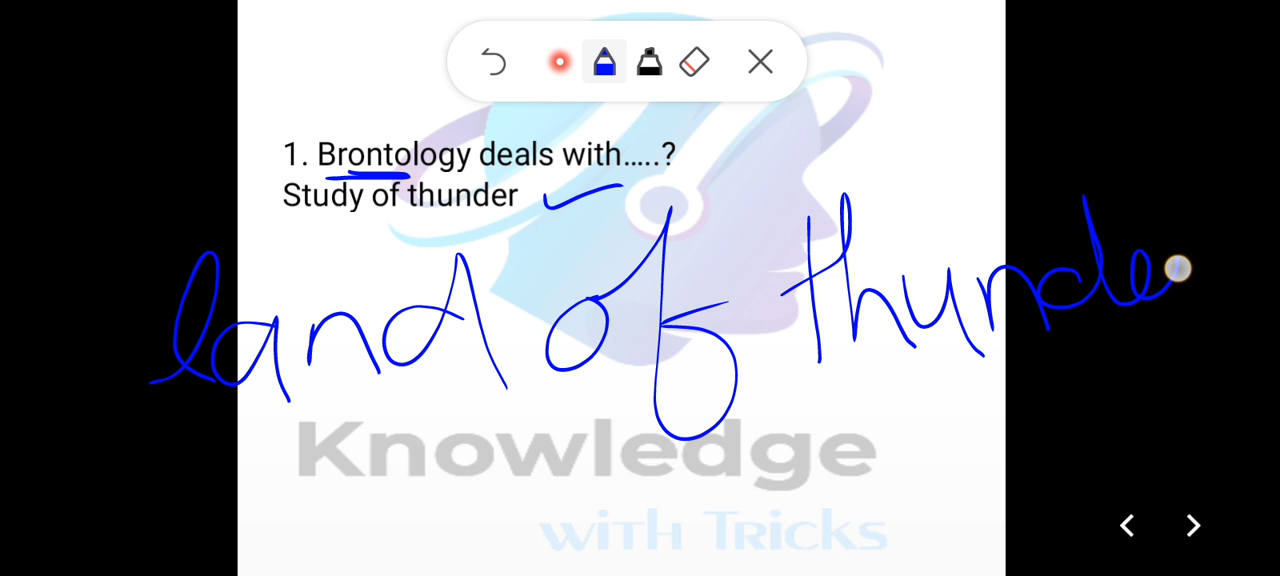 1. Brontology deals with.....?
Study of thunder
land of thunde
Knowledge
with Tricks